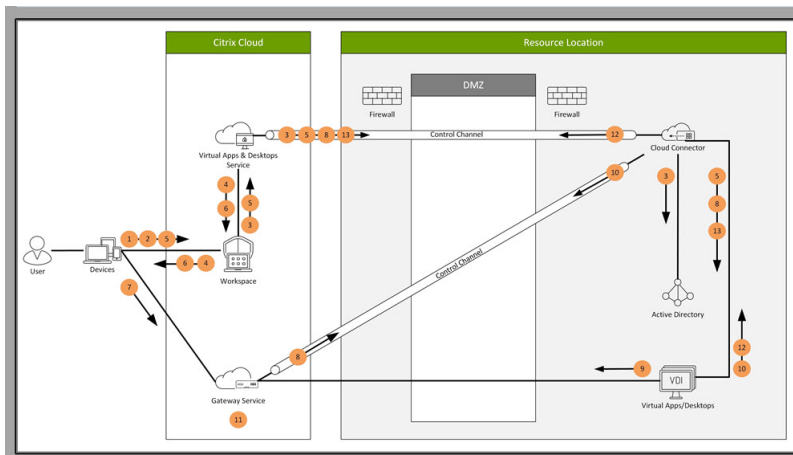 Citrix Cloud
Resource Location
DMZ
Firewall
Firewall
3 5 8 13
Control Channel
12
Virtual Apps & Desktops
Service
Cloud Connector
4
6
5
3
10
3
5
8
13
1 2 5
User
Devices
6 4
Workspace
Control Channel
7
Active Directory
8
12
10
9
VDI
Gateway Service
Virtual Apps/Desktops
11